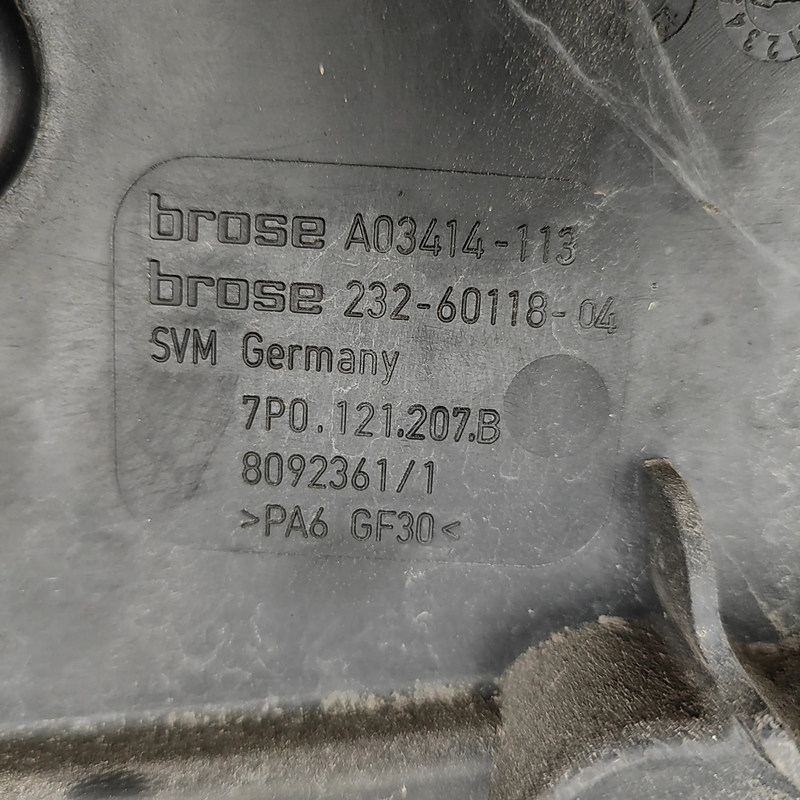 brose A03414-113
brose 232-60118-04
SVM Germany
7P0.121.207.B
8092361/1
>PA6 GF30<